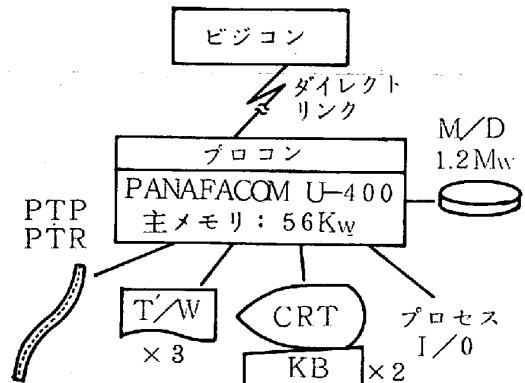 ビジコン
ダイレクト
リンク
プロコン
PANAFACOM U-400
主メモリ：56Kw
M/D
1.2Mw
PTP
PTR
T/W
×3
CRT
KB
×2
プロセス
I/O